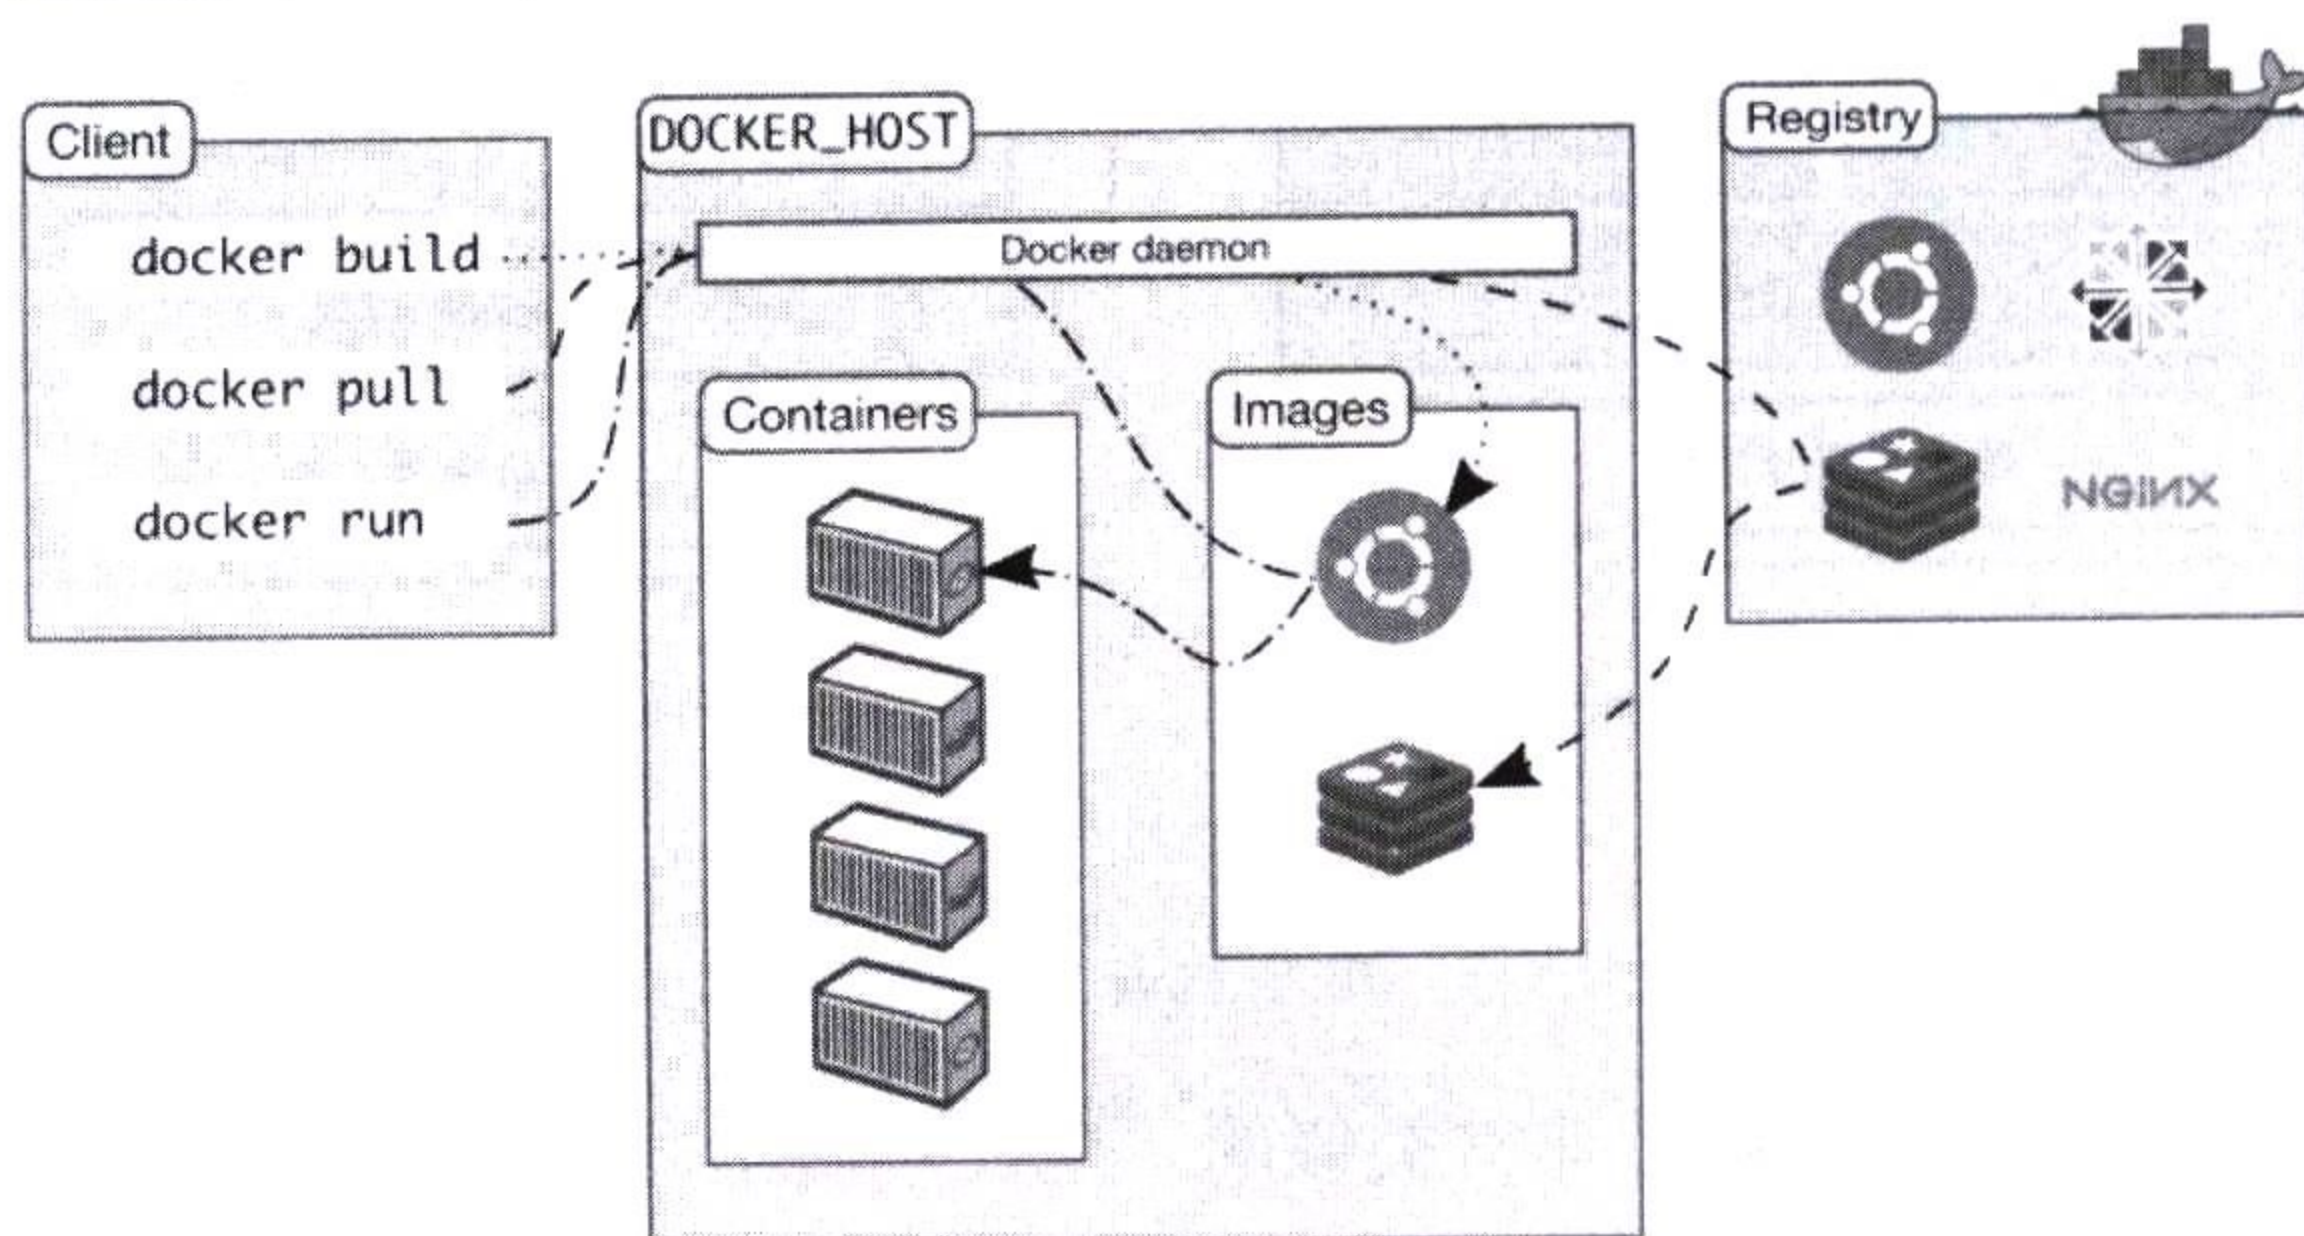 Client
docker build
docker pull
docker run
DOCKER_HOST
Docker daemon
Containers
Images
Registry
NGINX